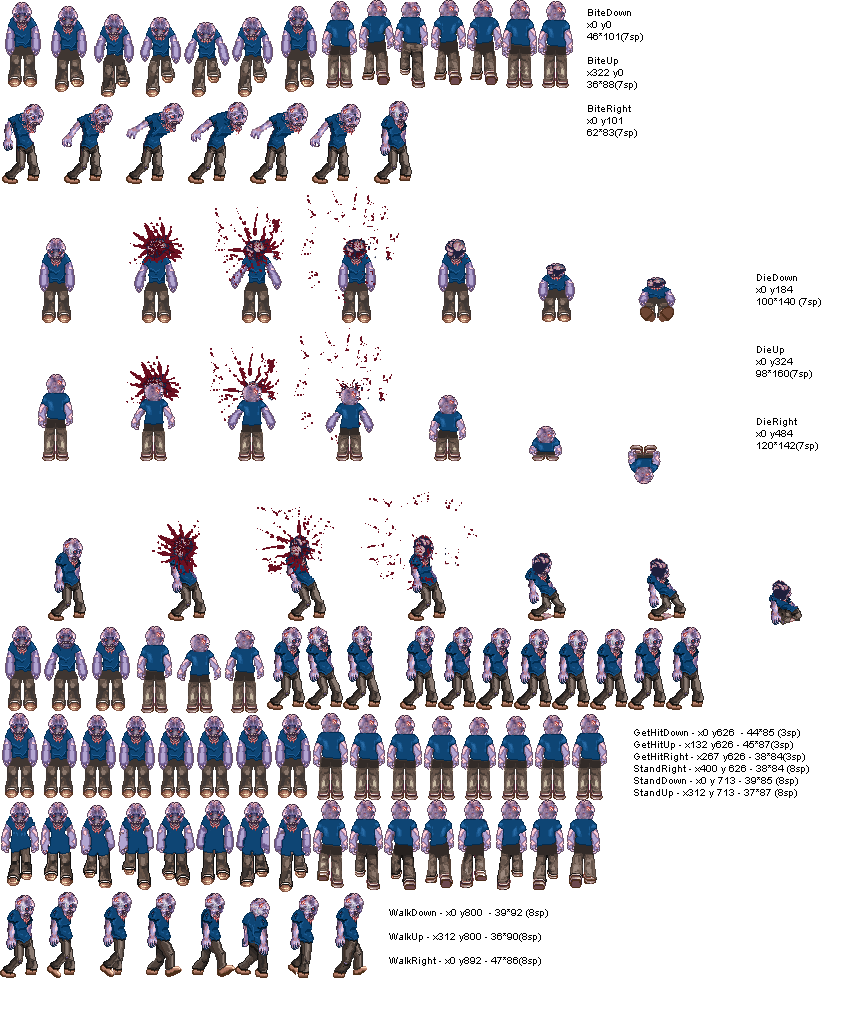 BiteDown
x0 y0
46*101(7sp)
BiteUp
x322 y0
36*88(7sp)
BiteRight
x0 y101
62*83(7sp)
DieDown
x0 y184
100*140 (7sp)
DieUp
x0 y324
98*160(7sp)
DieRight
x0 y484
120*142(7sp)
GetHitDown - x0 y626 - 44*85 (3sp)
GetHitUp - x132 y626 - 45*87(3sp)
GetHitRight - x267 y626 - 38*84(3sp)
StandRight - x400 y 626 - 38*84 (8sp)
StandDown - x0 y 713 - 39*85 (8sp)
StandUp - x312 y 713 - 37*87 (8sp)
WalkDown - x0 y800 - 39*92 (8sp)
WalkUp - x312 y800 - 36*90(8sp)
WalkRight - x0 y892 - 47*86(8sp)